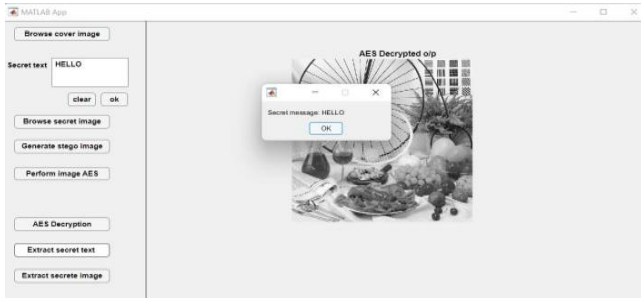 MATLAB App
Browse cover image
Secret text HELLO
clear ok
Browse secret image
Generate stego image
Perform image AES
AES Decryption
Extract secret text
Extract secrete image
AES Decrypted o/p
Secret message: HELLO
OK